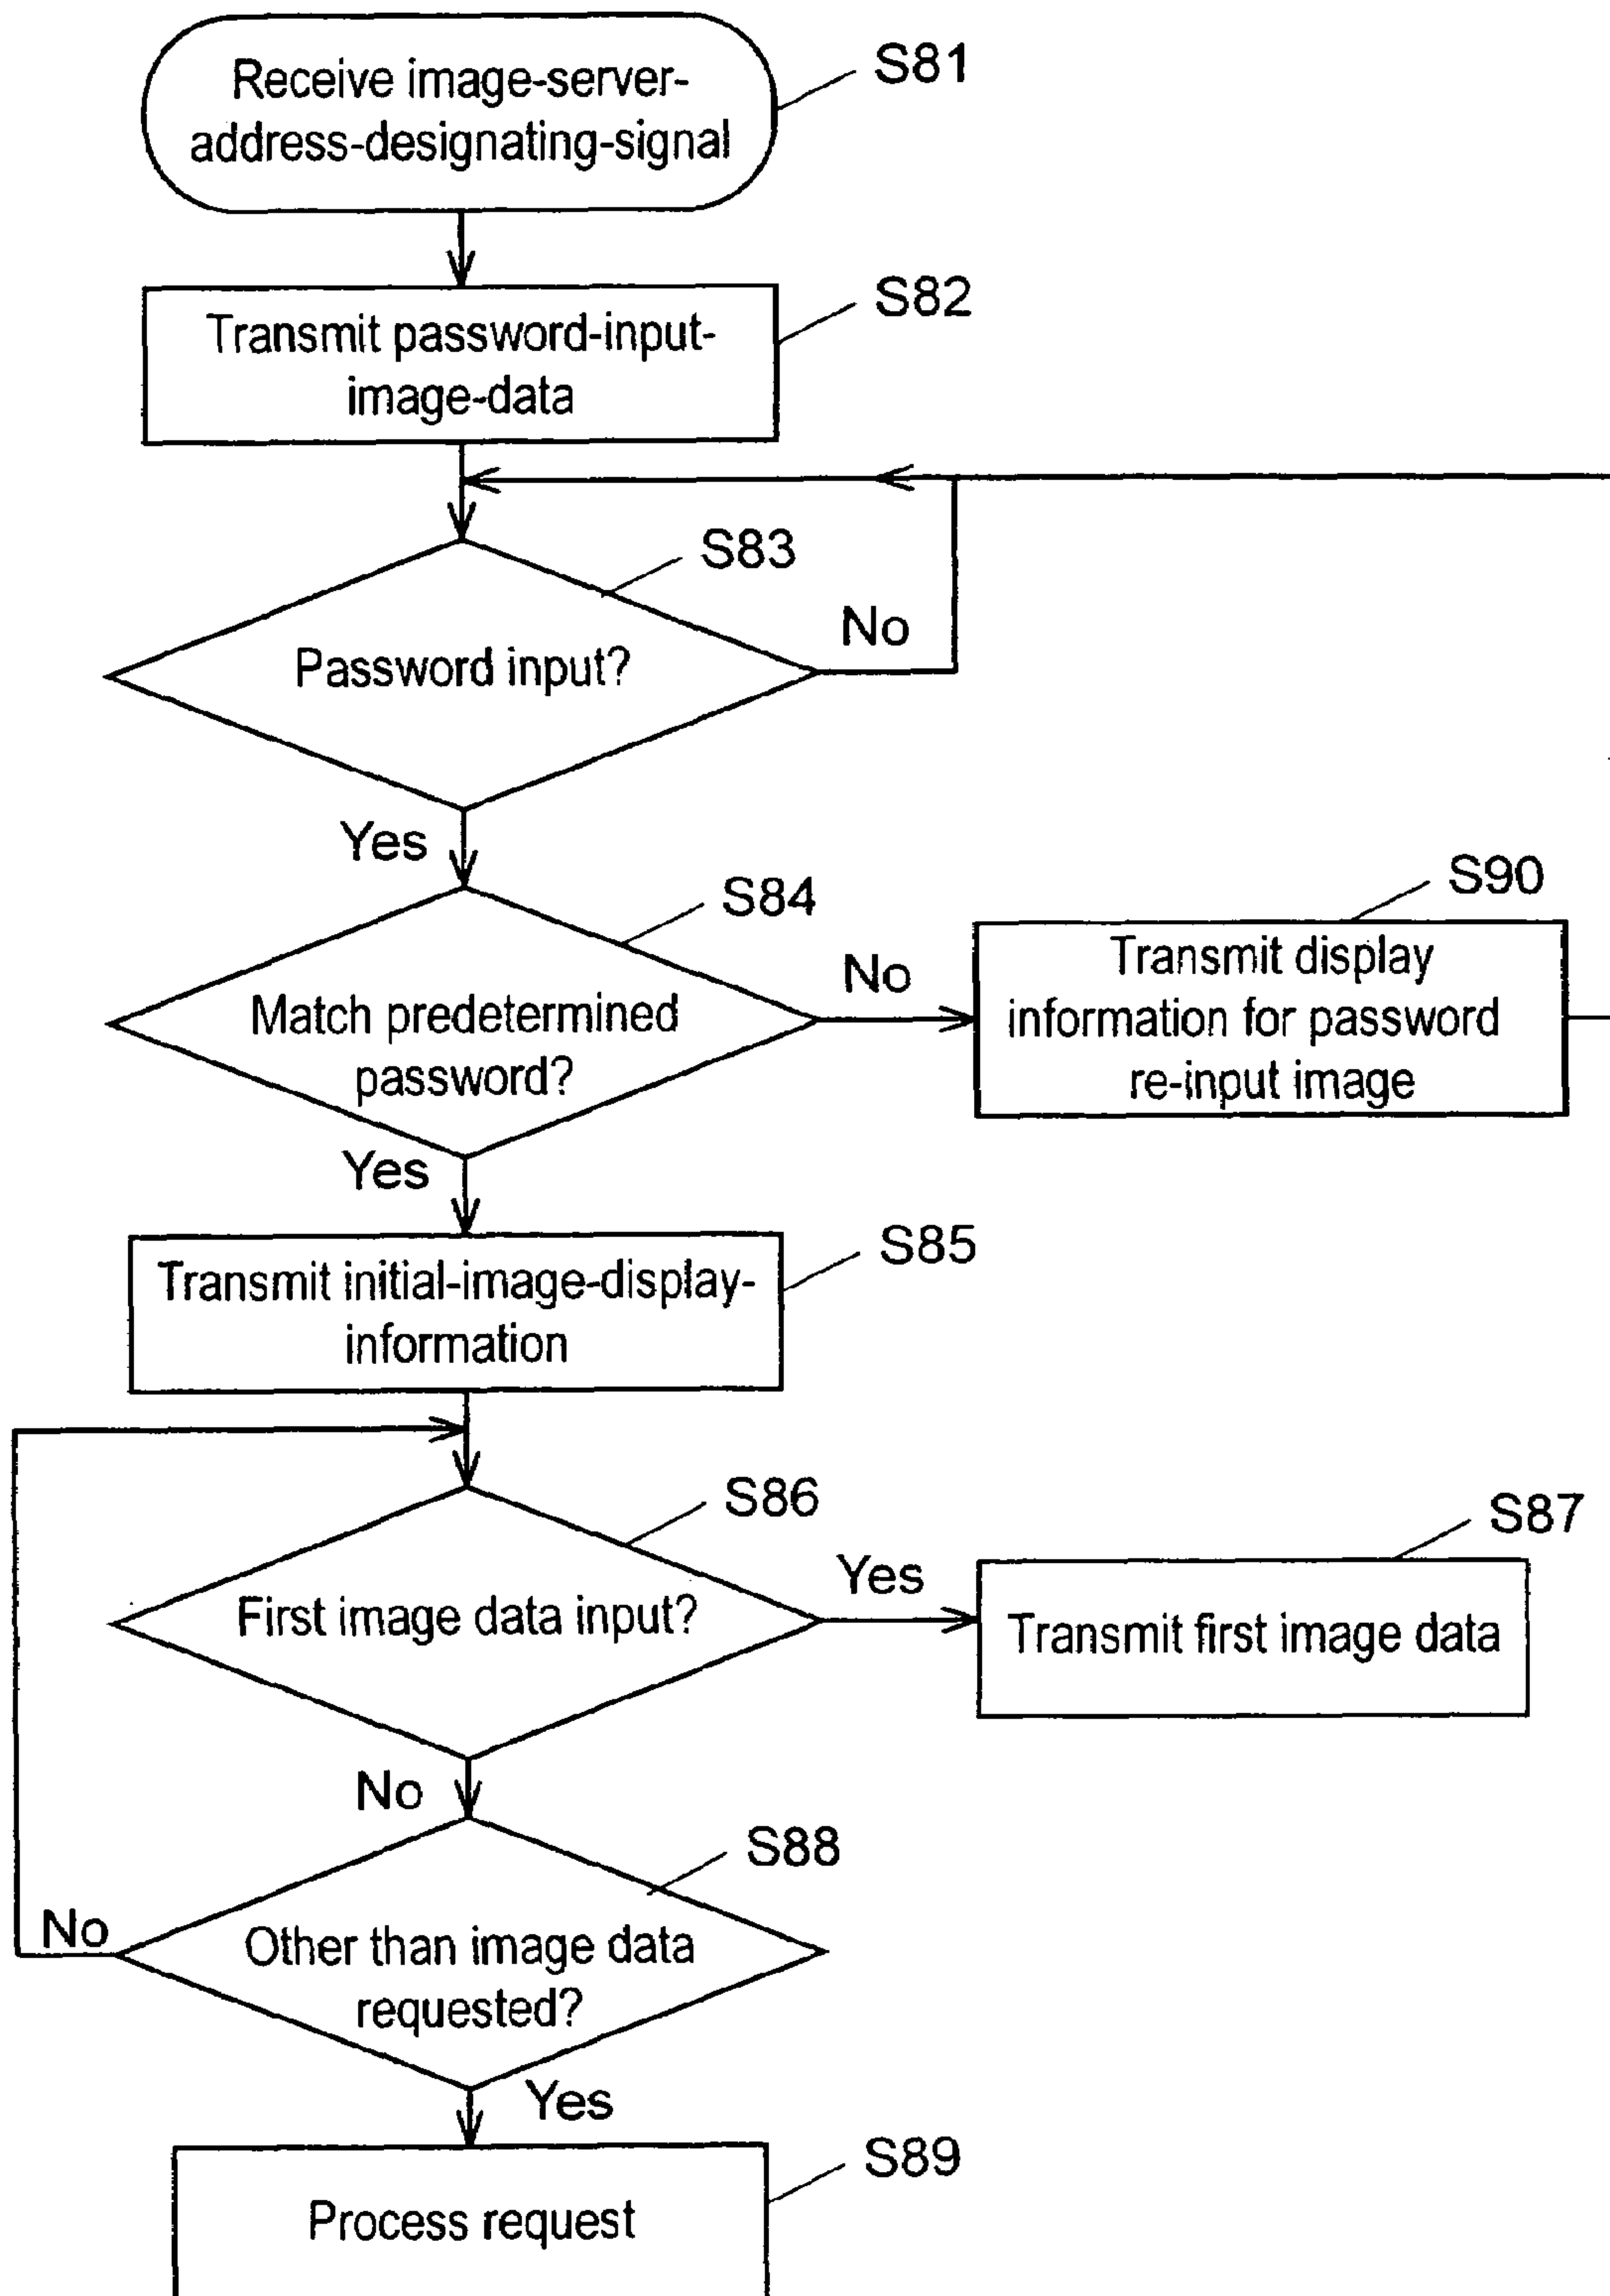 Receive image-server-
address-designating-signal
S81
Transmit password-input-
image-data
S82
S83
Password input?
No
Yes
S84
Match predetermined
password?
No
S90
Transmit display
information for password
re-input image
Yes
Transmit initial-image-display-
information
S85
S86
First image data input?
Yes
S87
Transmit first image data
No
S88
Other than image data
requested?
No
Yes
S89
Process request